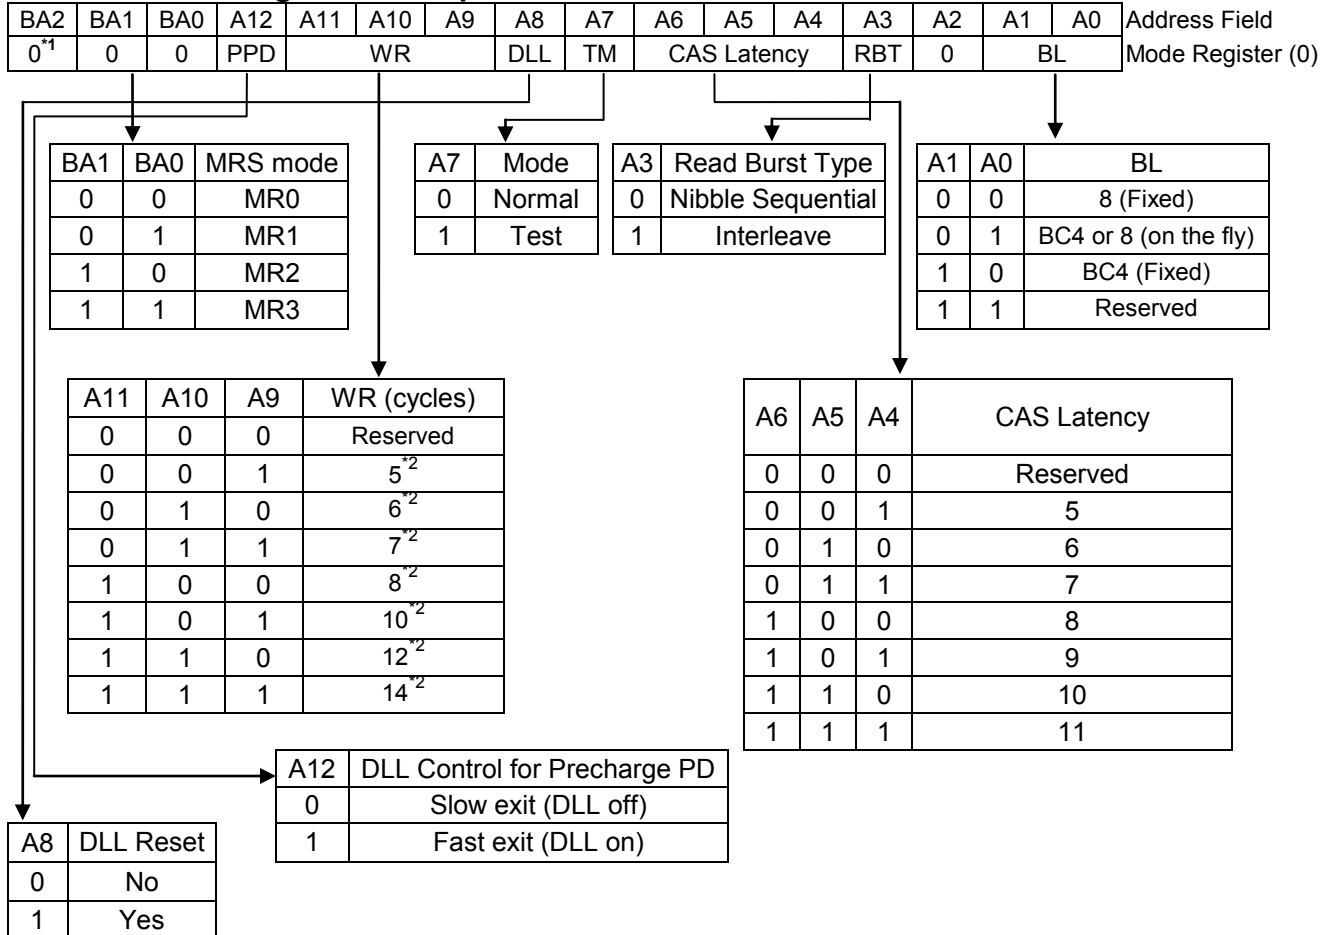 BA2 BA1 BA0 A12 A11 A10 A9 A8 A7 A6 A5 A4 A3 A2 A1 A0 Address Field
0*1 0 0 PPD WR DLL TM CAS Latency RBT 0 BL Mode Register (0)
BA1 BA0 MRS mode
0 0 MR0
0 1 MR1
1 0 MR2
1 1 MR3
A7 Mode
0 Normal
1 Test
A3 Read Burst Type
0 Nibble Sequential
1 Interleave
A1 A0 BL
0 0 8 (Fixed)
0 1 BC4 or 8 (on the fly)
1 0 BC4 (Fixed)
1 1 Reserved
A11 A10 A9 WR (cycles)
0 0 0 Reserved
0 0 1 5*2
0 1 0 6*2
0 1 1 7*2
1 0 0 8*2
1 0 1 10*2
1 1 0 12*2
1 1 1 14*2
A6 A5 A4 CAS Latency
0 0 0 Reserved
0 0 1 5
0 1 0 6
0 1 1 7
1 0 0 8
1 0 1 9
1 1 0 10
1 1 1 11
A12 DLL Control for Precharge PD
0 Slow exit (DLL off)
1 Fast exit (DLL on)
A8 DLL Reset
0 No
1 Yes